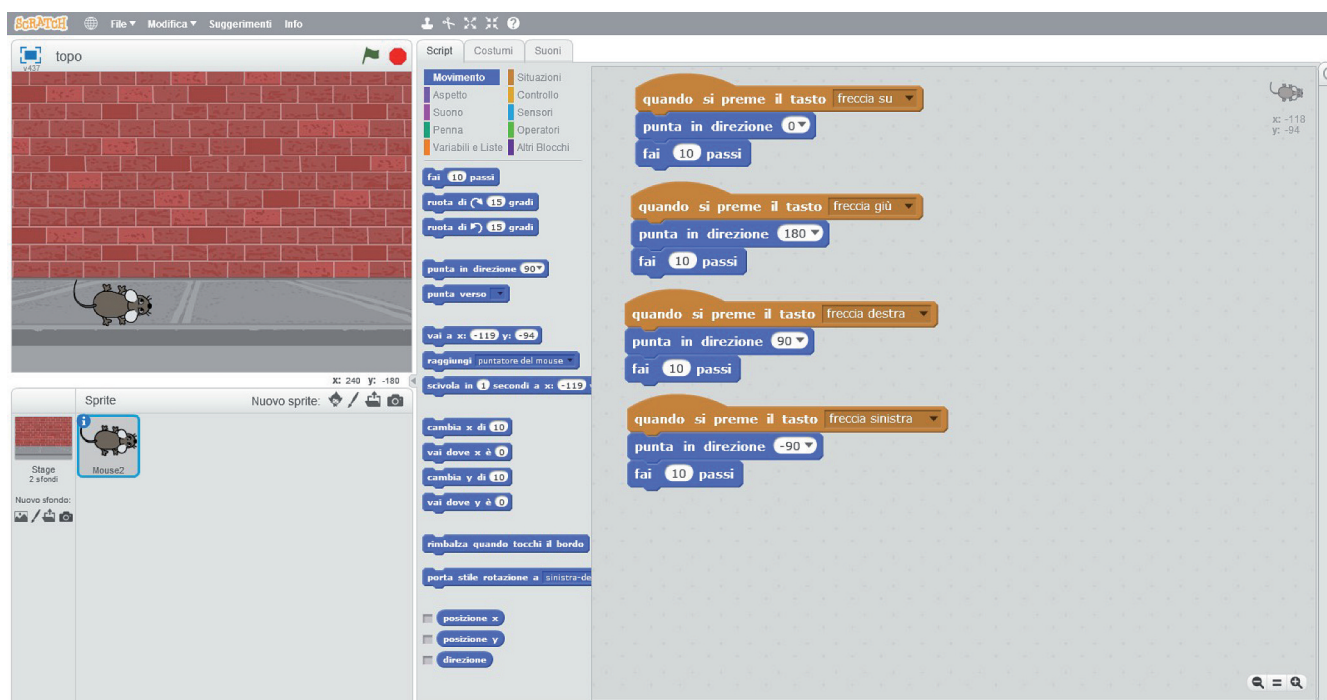 SCRATCH File Modifica Suggerimenti Info
topo
v437
X: 240 y: -180
Sprite Nuovo sprite:
Stage
2 sfondi
Nuovo sfondo:
Mouse2
Script Costumi Suoni
Movimento Situazioni
Aspetto Controllo
Suono Sensori
Penna Operatori
Variabili e Liste Altri Blocchi
fai 10 passi
ruota di 15 gradi
ruota di 15 gradi
punta in direzione 90
punta verso
vai a x: -119 y: -94
raggiungi puntatore del mouse
scivola in 1 secondi a x: -119
cambia x di 10
vai dove x è 0
cambia y di 10
vai dove y è 0
rimbalza quando tocchi il bordo
porta stile rotazione a sinistra-de
posizione x
posizione y
direzione
quando si preme il tasto freccia su
punta in direzione 0
fai 10 passi
quando si preme il tasto freccia giù
punta in direzione 180
fai 10 passi
quando si preme il tasto freccia destra
punta in direzione 90
fai 10 passi
quando si preme il tasto freccia sinistra
punta in direzione -90
fai 10 passi
x: -118
y: -94